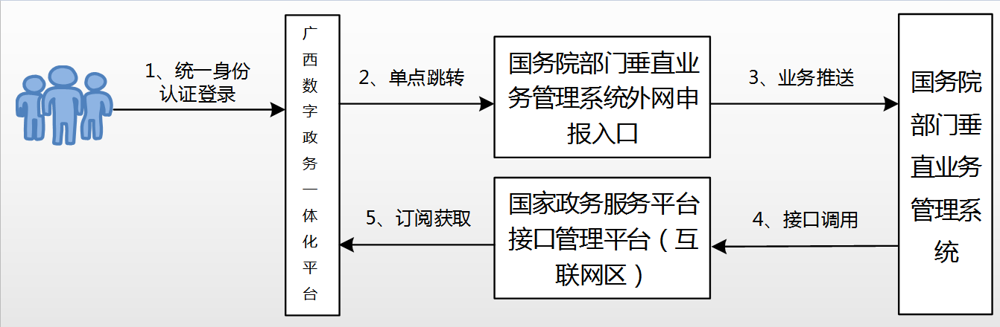 1、统一身份
认证登录
广
西
数
字
政
务
一
体
化
平
台
2、单点跳转
国务院部门垂直业
务管理系统外网申
报入口
3、业务推送
国务院
部门垂
直业务
管理系
统
4、接口调用
国家政务服务平台
接口管理平台（互
联网区）
5、订阅获取